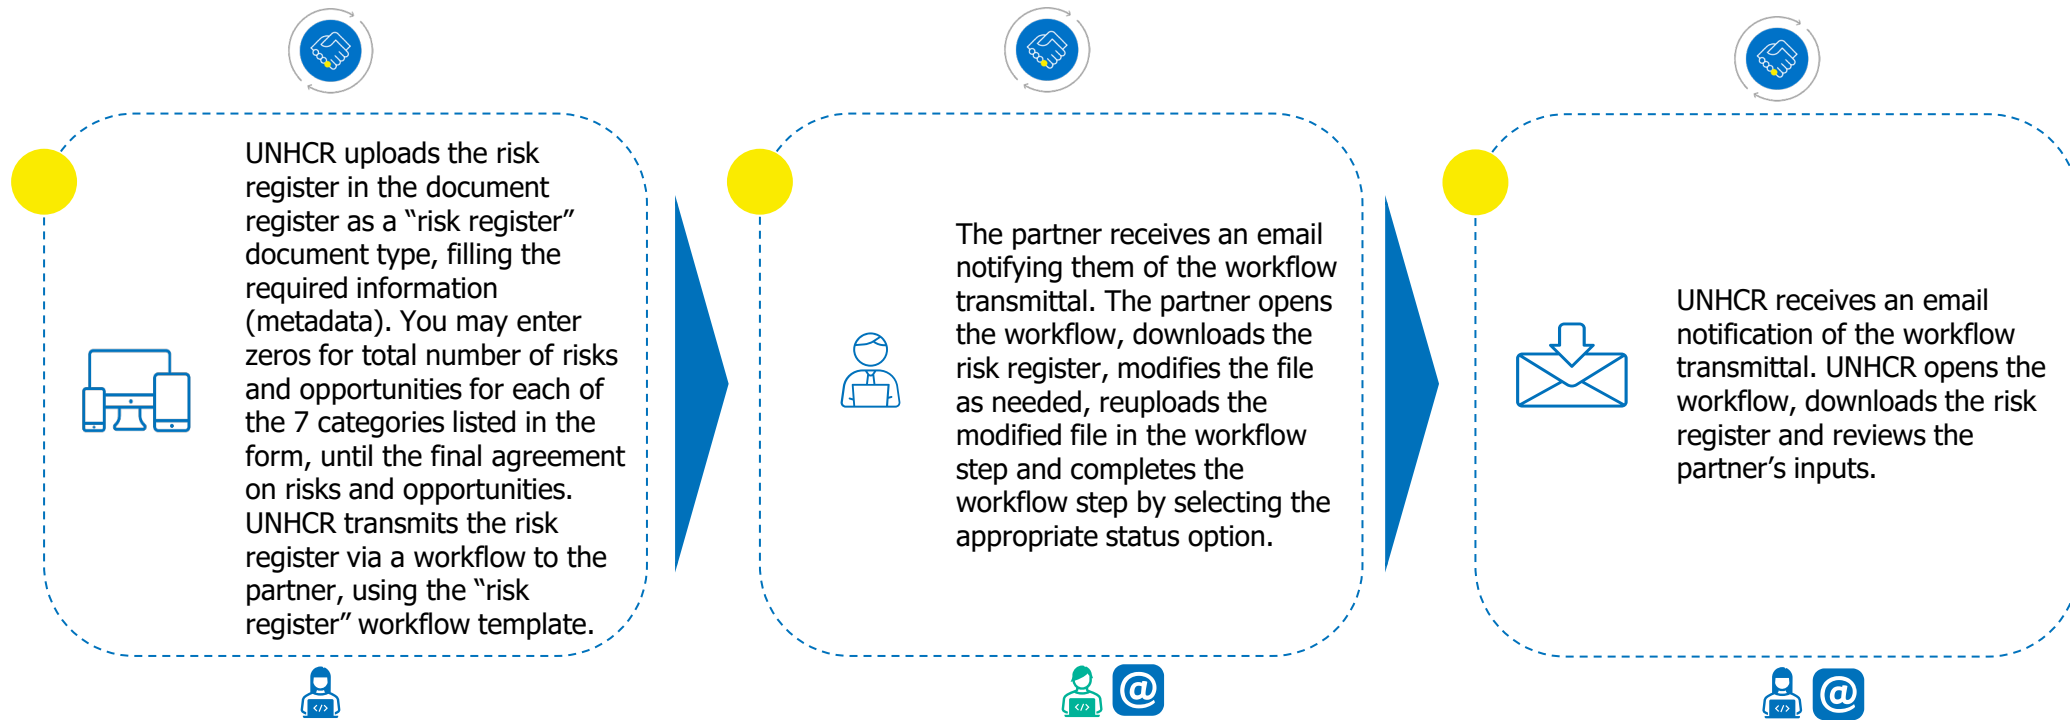 UNHCR uploads the risk
register in the document
register as a “risk register”
document type, filling the
required information
(metadata). You may enter
zeros for total number of risks
and opportunities for each of
the 7 categories listed in the
form, until the final agreement
on risks and opportunities.
UNHCR transmits the risk
register via a workflow to the
partner, using the “risk
register” workflow template.
The partner receives an email
notifying them of the workflow
transmittal. The partner opens
the workflow, downloads the
risk register, modifies the file
as needed, reuploads the
modified file in the workflow
step and completes the
workflow step by selecting the
appropriate status option.
UNHCR receives an email
notification of the workflow
transmittal. UNHCR opens the
workflow, downloads the risk
register and reviews the
partner’s inputs.
</>
</>
@
</>
@